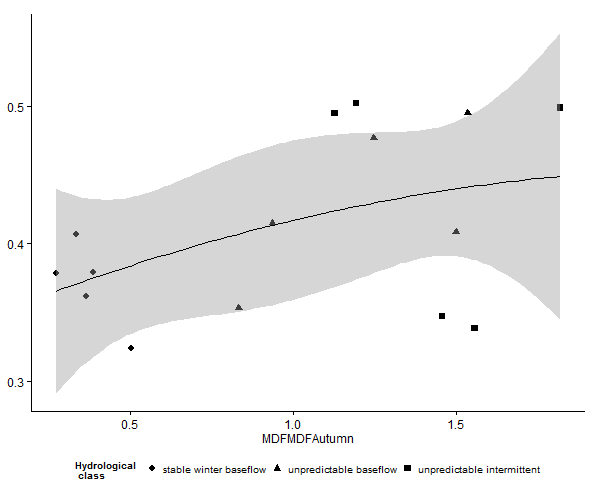 0.5
0.4
0.3
0.5 1.0 1.5
MDFMDFAutumn
Hydrological
class
stable winter baseflow unpredictable baseflow unpredictable intermittent